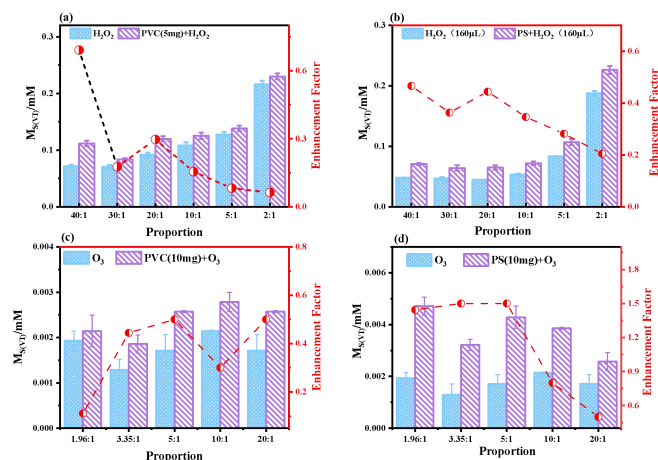 (a) H₂O₂ PVC(5mg)+H₂O₂
0.3
0.2
0.1
0.0
M_S(VI)/mM
0.6
0.3
0.0
Enhancement Factor
40:1 30:1 20:1 10:1 5:1 2:1
Proportion
(b) H₂O₂ （160μL） PS+H₂O₂ （160μL）
0.3
0.2
0.1
0.0
M_S(VI)/mM
0.6
0.4
0.2
0.0
Enhancement Factor
40:1 30:1 20:1 10:1 5:1 2:1
Proportion
(c) O₃ PVC(10mg)+O₃
0.004
0.003
0.002
0.001
0.000
M_S(VI)/mM
0.8
0.6
0.4
0.2
Enhancement Factor
1.96:1 3.35:1 5:1 10:1 20:1
Proportion
(d) O₃ PS(10mg)+O₃
0.006
0.004
0.002
0.000
M_S(VI)/mM
2.1
1.8
1.5
1.2
0.9
0.6
Enhancement Factor
1.96:1 3.35:1 5:1 10:1 20:1
Proportion